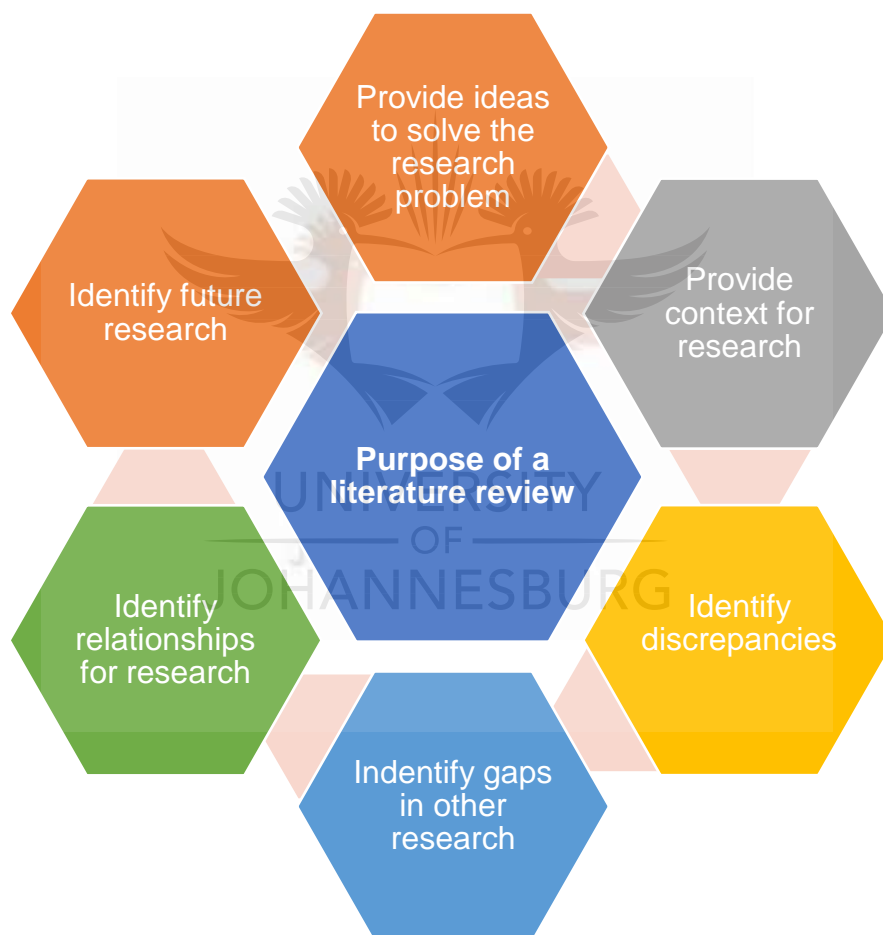 Provide ideas
to solve the
research
problem
Provide
context for
research
Identify
discrepancies
Indentify gaps
in other
research
Identify
relationships
for research
Identify future
research
Purpose of a
literature review
UNIVERSITY
OF
JOHANNESBURG